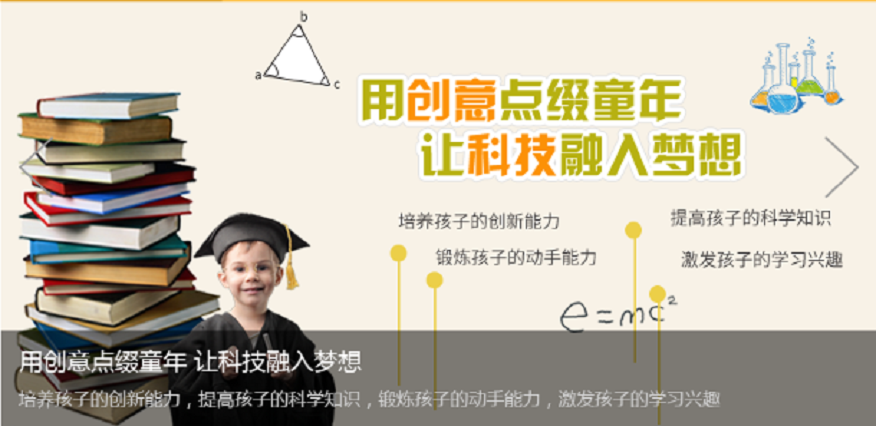 b
a
c
用创意点缀童年
让科技融入梦想
培养孩子的创新能力
提高孩子的科学知识
锻炼孩子的动手能力
激发孩子的学习兴趣
e=mc²
用创意点缀童年 让科技融入梦想
培养孩子的创新能力，提高孩子的科学知识，锻炼孩子的动手能力，激发孩子的学习兴趣